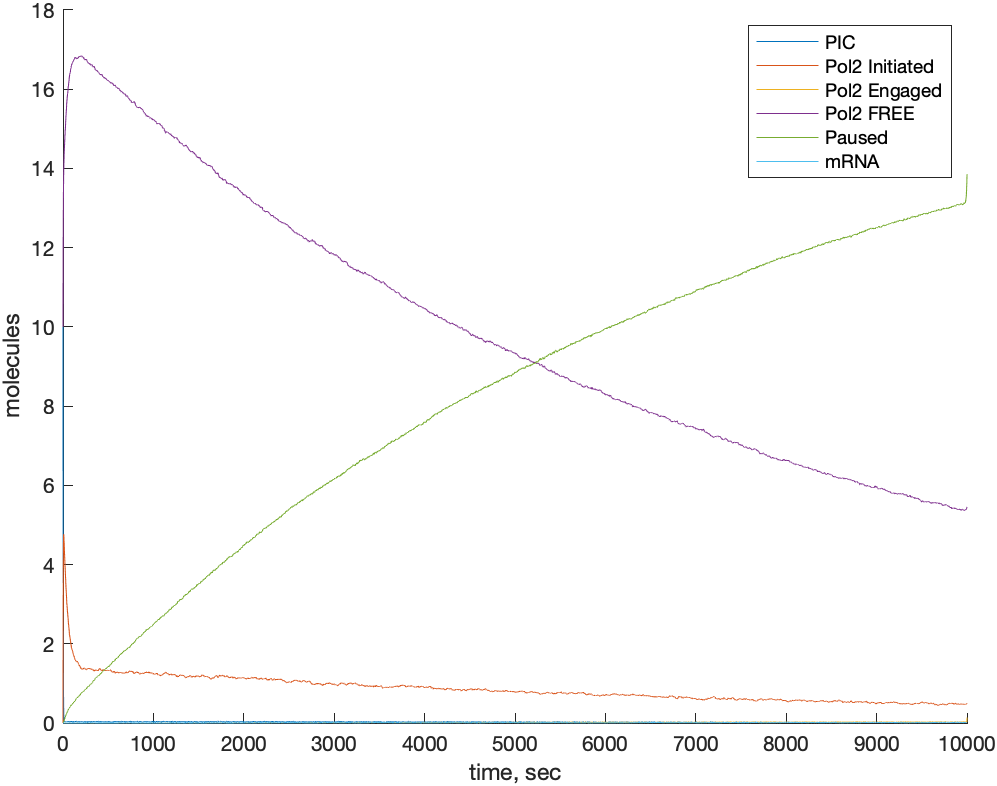 18
16
14
12
10
8
6
4
2
0
molecules
0 1000 2000 3000 4000 5000 6000 7000 8000 9000 10000
time, sec
PIC
Pol2 Initiated
Pol2 Engaged
Pol2 FREE
Paused
mRNA